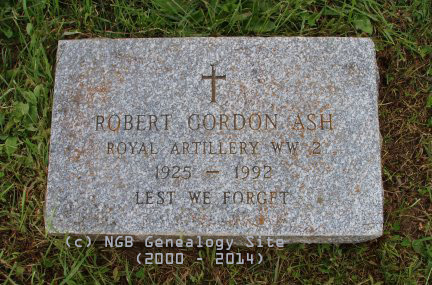 ROBERT GORDON ASH
ROYAL ARTILLERY WW 2
1925 - 1992
LEST WE FORGET
(c) NGB Genealogy Site
(2000 - 2014)